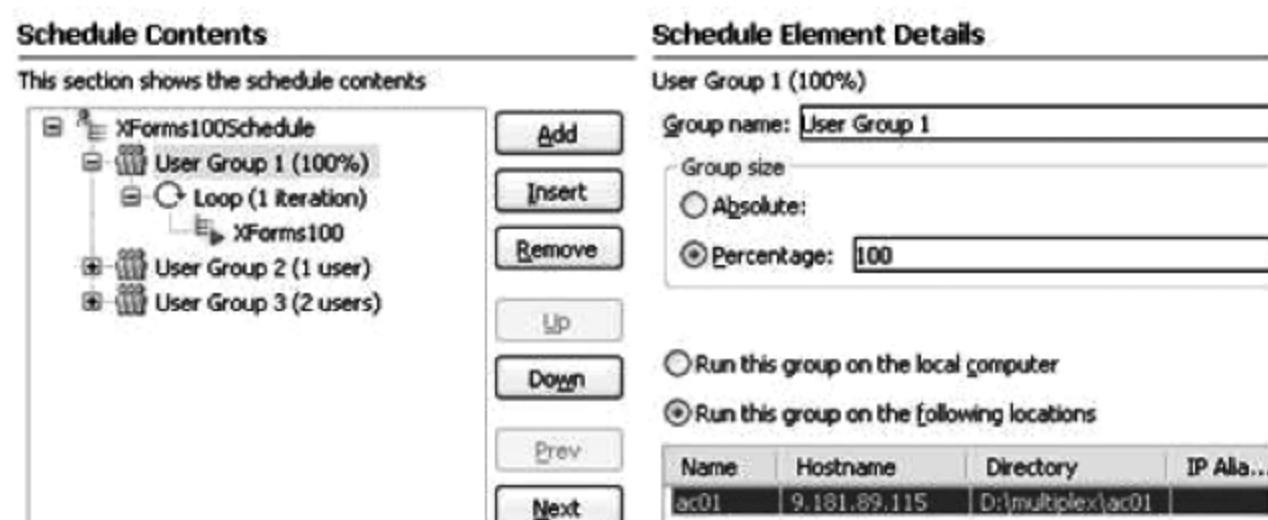 Schedule Contents
This section shows the schedule contents
XForms100Schedule
User Group 1 (100%)
Loop (1 iteration)
XForms100
User Group 2 (1 user)
User Group 3 (2 users)
Add
Insert
Remove
Up
Down
Prev
Next
Schedule Element Details
User Group 1 (100%)
Group name: User Group 1
Group size
Absolute:
Percentage: 100
Run this group on the local computer
Run this group on the following locations
Name Hostname Directory IP Alia...
ac01 9.181.89.115 D:\multiplex\ac01